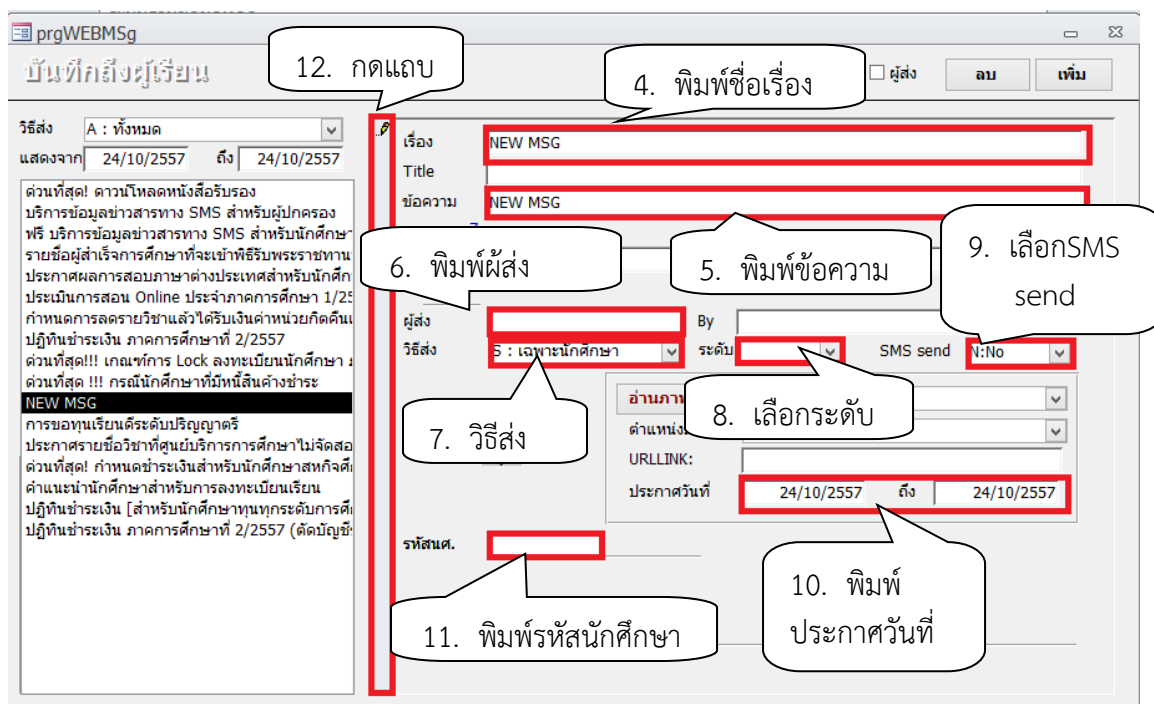 prgWEBMSg
บันทึกถึงผู้เรียน
12. กดแถบ
4. พิมพ์ชื่อเรื่อง
ผู้ส่ง
ลบ
เพิ่ม
วิธีส่ง A : ทั้งหมด
แสดงจาก 24/10/2557 ถึง 24/10/2557
ด่วนที่สุด! ดาวน์โหลดหนังสือรับรอง
บริการข้อมูลข่าวสารทาง SMS สำหรับผู้ปกครอง
ฟรี บริการข้อมูลข่าวสารทาง SMS สำหรับนักศึกษา
รายชื่อผู้สำเร็จการศึกษาที่จะเข้าพิธีรับพระราชทาน
ประกาศผลการสอบภาษาต่างประเทศสำหรับนักศึก
ประเมินการสอน Online ประจำภาคการศึกษา 1/25
กำหนดการลดรายวิชาแล้วได้รับเงินค่าหน่วยกิตคืน
ปฏิทินชำระเงิน ภาคการศึกษาที่ 2/2557
ด่วนที่สุด!!! เกณฑ์การ Lock ลงทะเบียนนักศึกษา
ด่วนที่สุด !!! กรณีนักศึกษาที่มีหนี้สินค้างชำระ
NEW MSG
การขอทุนเรียนดีระดับปริญญาตรี
ประกาศรายชื่อวิชาที่ศูนย์บริการการศึกษาไม่จัดสอ
ด่วนที่สุด! กำหนดชำระเงินสำหรับนักศึกษาสหกิจศึ
คำแนะนำนักศึกษาสำหรับการลงทะเบียนเรียน
ปฏิทินชำระเงิน [สำหรับนักศึกษาทุนทุกระดับการศึ
ปฏิทินชำระเงิน ภาคการศึกษาที่ 2/2557 (ตัดบัญชี
เรื่อง NEW MSG
Title
ข้อความ NEW MSG
6. พิมพ์ผู้ส่ง
5. พิมพ์ข้อความ
9. เลือกSMS
send
ผู้ส่ง By
วิธีส่ง S : เฉพาะนักศึกษา ระดับ SMS send N:No
7. วิธีส่ง
8. เลือกระดับ
อ่านภา
ตำแหน่ง
URLLINK:
ประกาศวันที่ 24/10/2557 ถึง 24/10/2557
รหัสนศ.
10. พิมพ์
ประกาศวันที่
11. พิมพ์รหัสนักศึกษา